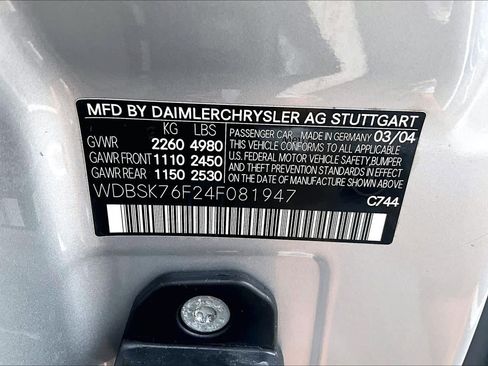 MFD BY DAIMLERCHRYSLER AG STUTTGART
KG LBS
GVWR 2260 4980
GAWR FRONT 1110 2450
GAWR REAR 1150 2530
PASSENGER CAR MADE IN GERMANY 03/04
THIS VEHICLE CONFORMS TO ALL APPLICABLE
U.S. FEDERAL MOTOR VEHICLE SAFETY, BUMPER
AND THEFT PREVENTION STANDARDS IN EFFECT
ON THE DATE OF MANUFACTURE SHOWN ABOVE
WDBSK76F24F081947
C744